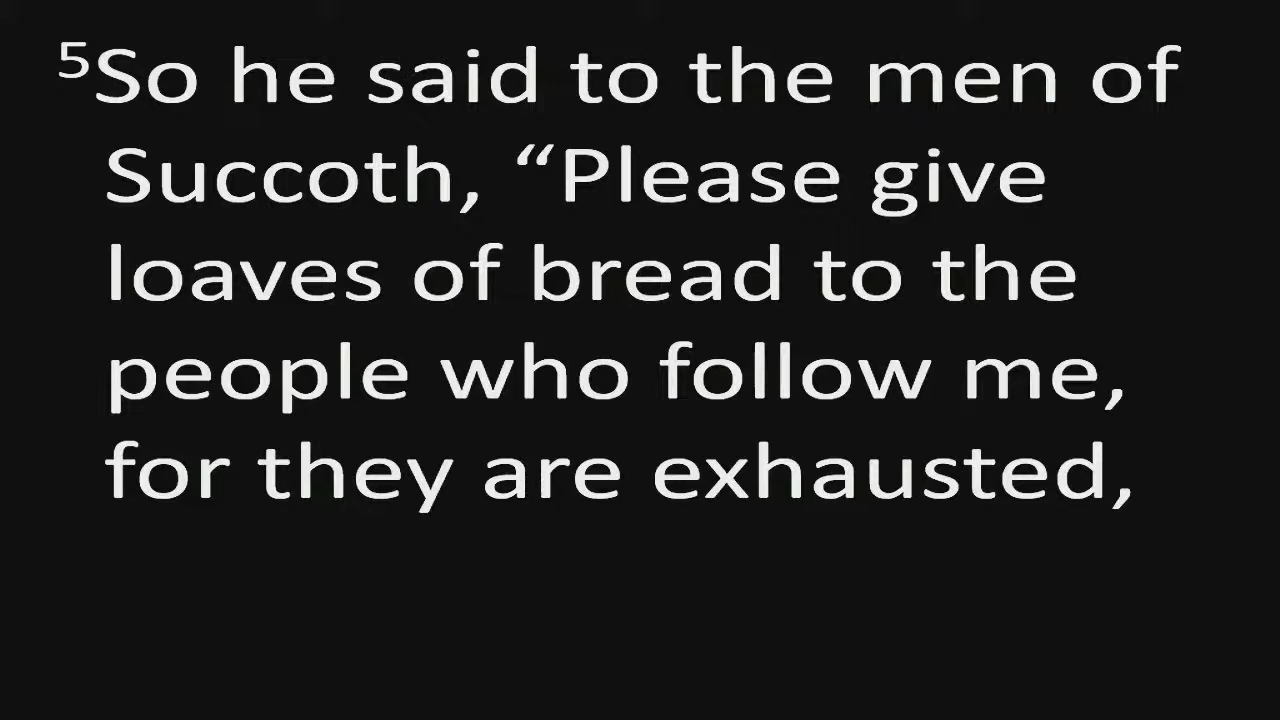 ⁵So he said to the men of
Succoth, “Please give
loaves of bread to the
people who follow me,
for they are exhausted,